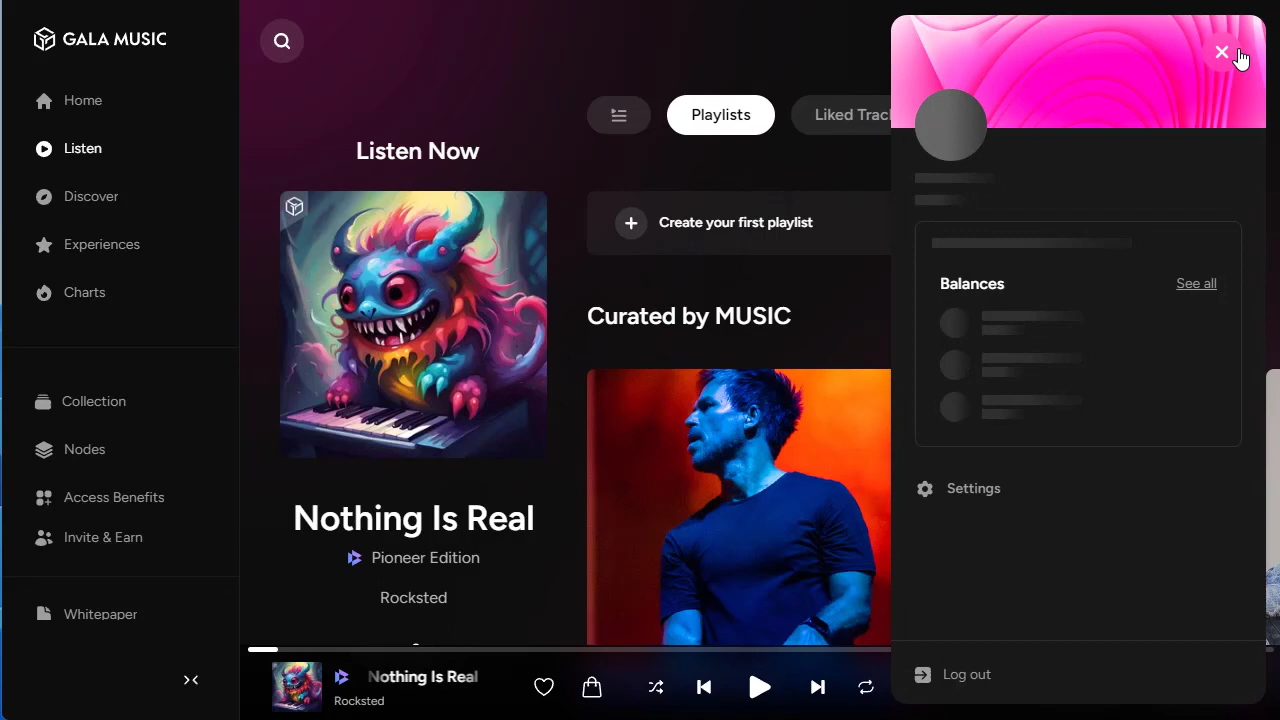 GALA MUSIC
Home
Listen
Discover
Experiences
Charts
Collection
Nodes
Access Benefits
Invite & Earn
Whitepaper
Listen Now
Nothing Is Real
Pioneer Edition
Rocksted
Playlists
Liked Trac
Create your first playlist
Curated by MUSIC
Balances
See all
Settings
Log out
Nothing Is Real
Rocksted